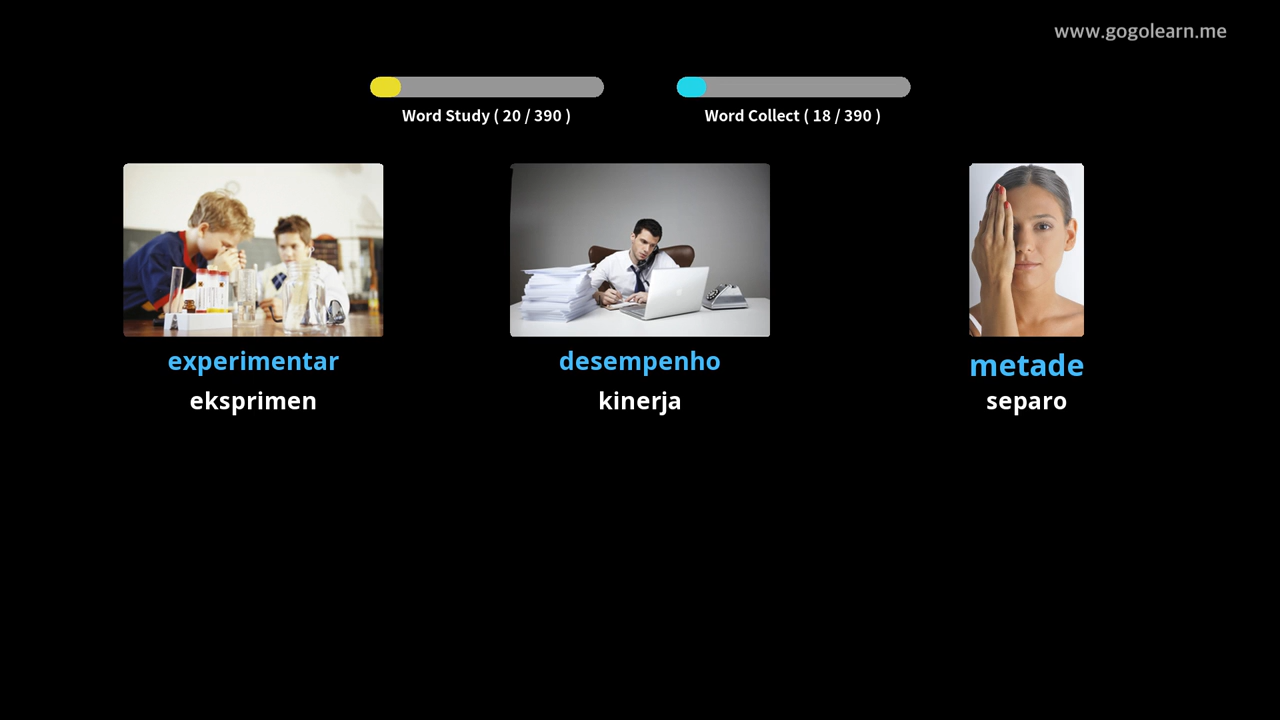 www.gogolearn.me
Word Study ( 20 / 390 )
Word Collect ( 18 / 390 )
experimentar
desempenho
metade
eksprimen
kinerja
separo